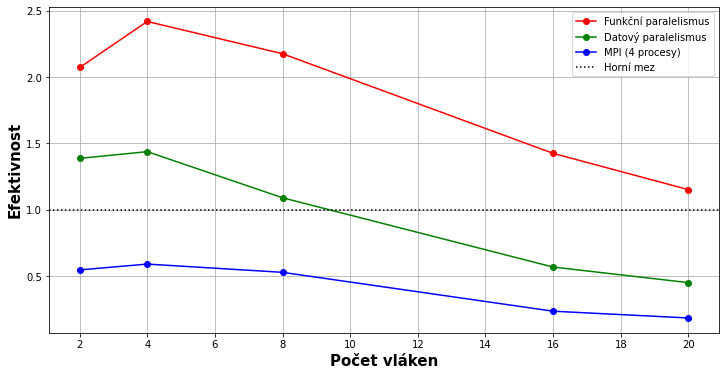 Funkční paralelismus
Datový paralelismus
MPI (4 procesy)
Horní mez
Efektivnost
2.5
2.0
1.5
1.0
0.5
2 4 6 8 10 12 14 16 18 20
Počet vláken